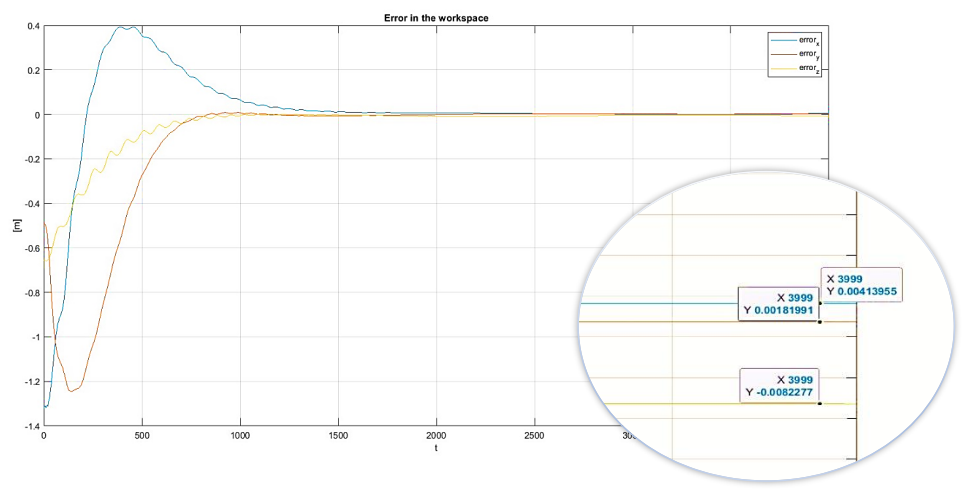 Error in the workspace
0.4
0.2
0
-0.2
-0.4
-0.6
-0.8
-1
-1.2
-1.4
[m]
0
500
1000
1500
2000
2500
t
error_x
error_y
error_z
X 3999
Y 0.00413955
X 3999
Y 0.00181991
X 3999
Y -0.0082277